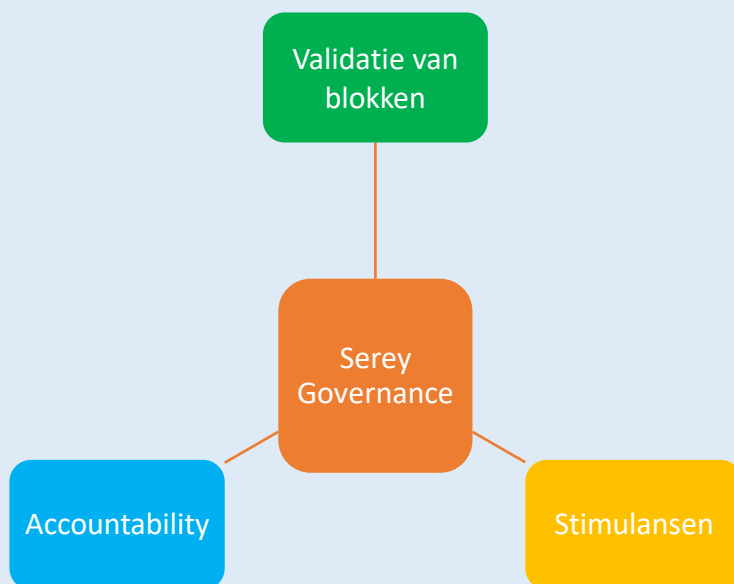 Validatie van
blokken
Serey
Governance
Accountability
Stimulansen